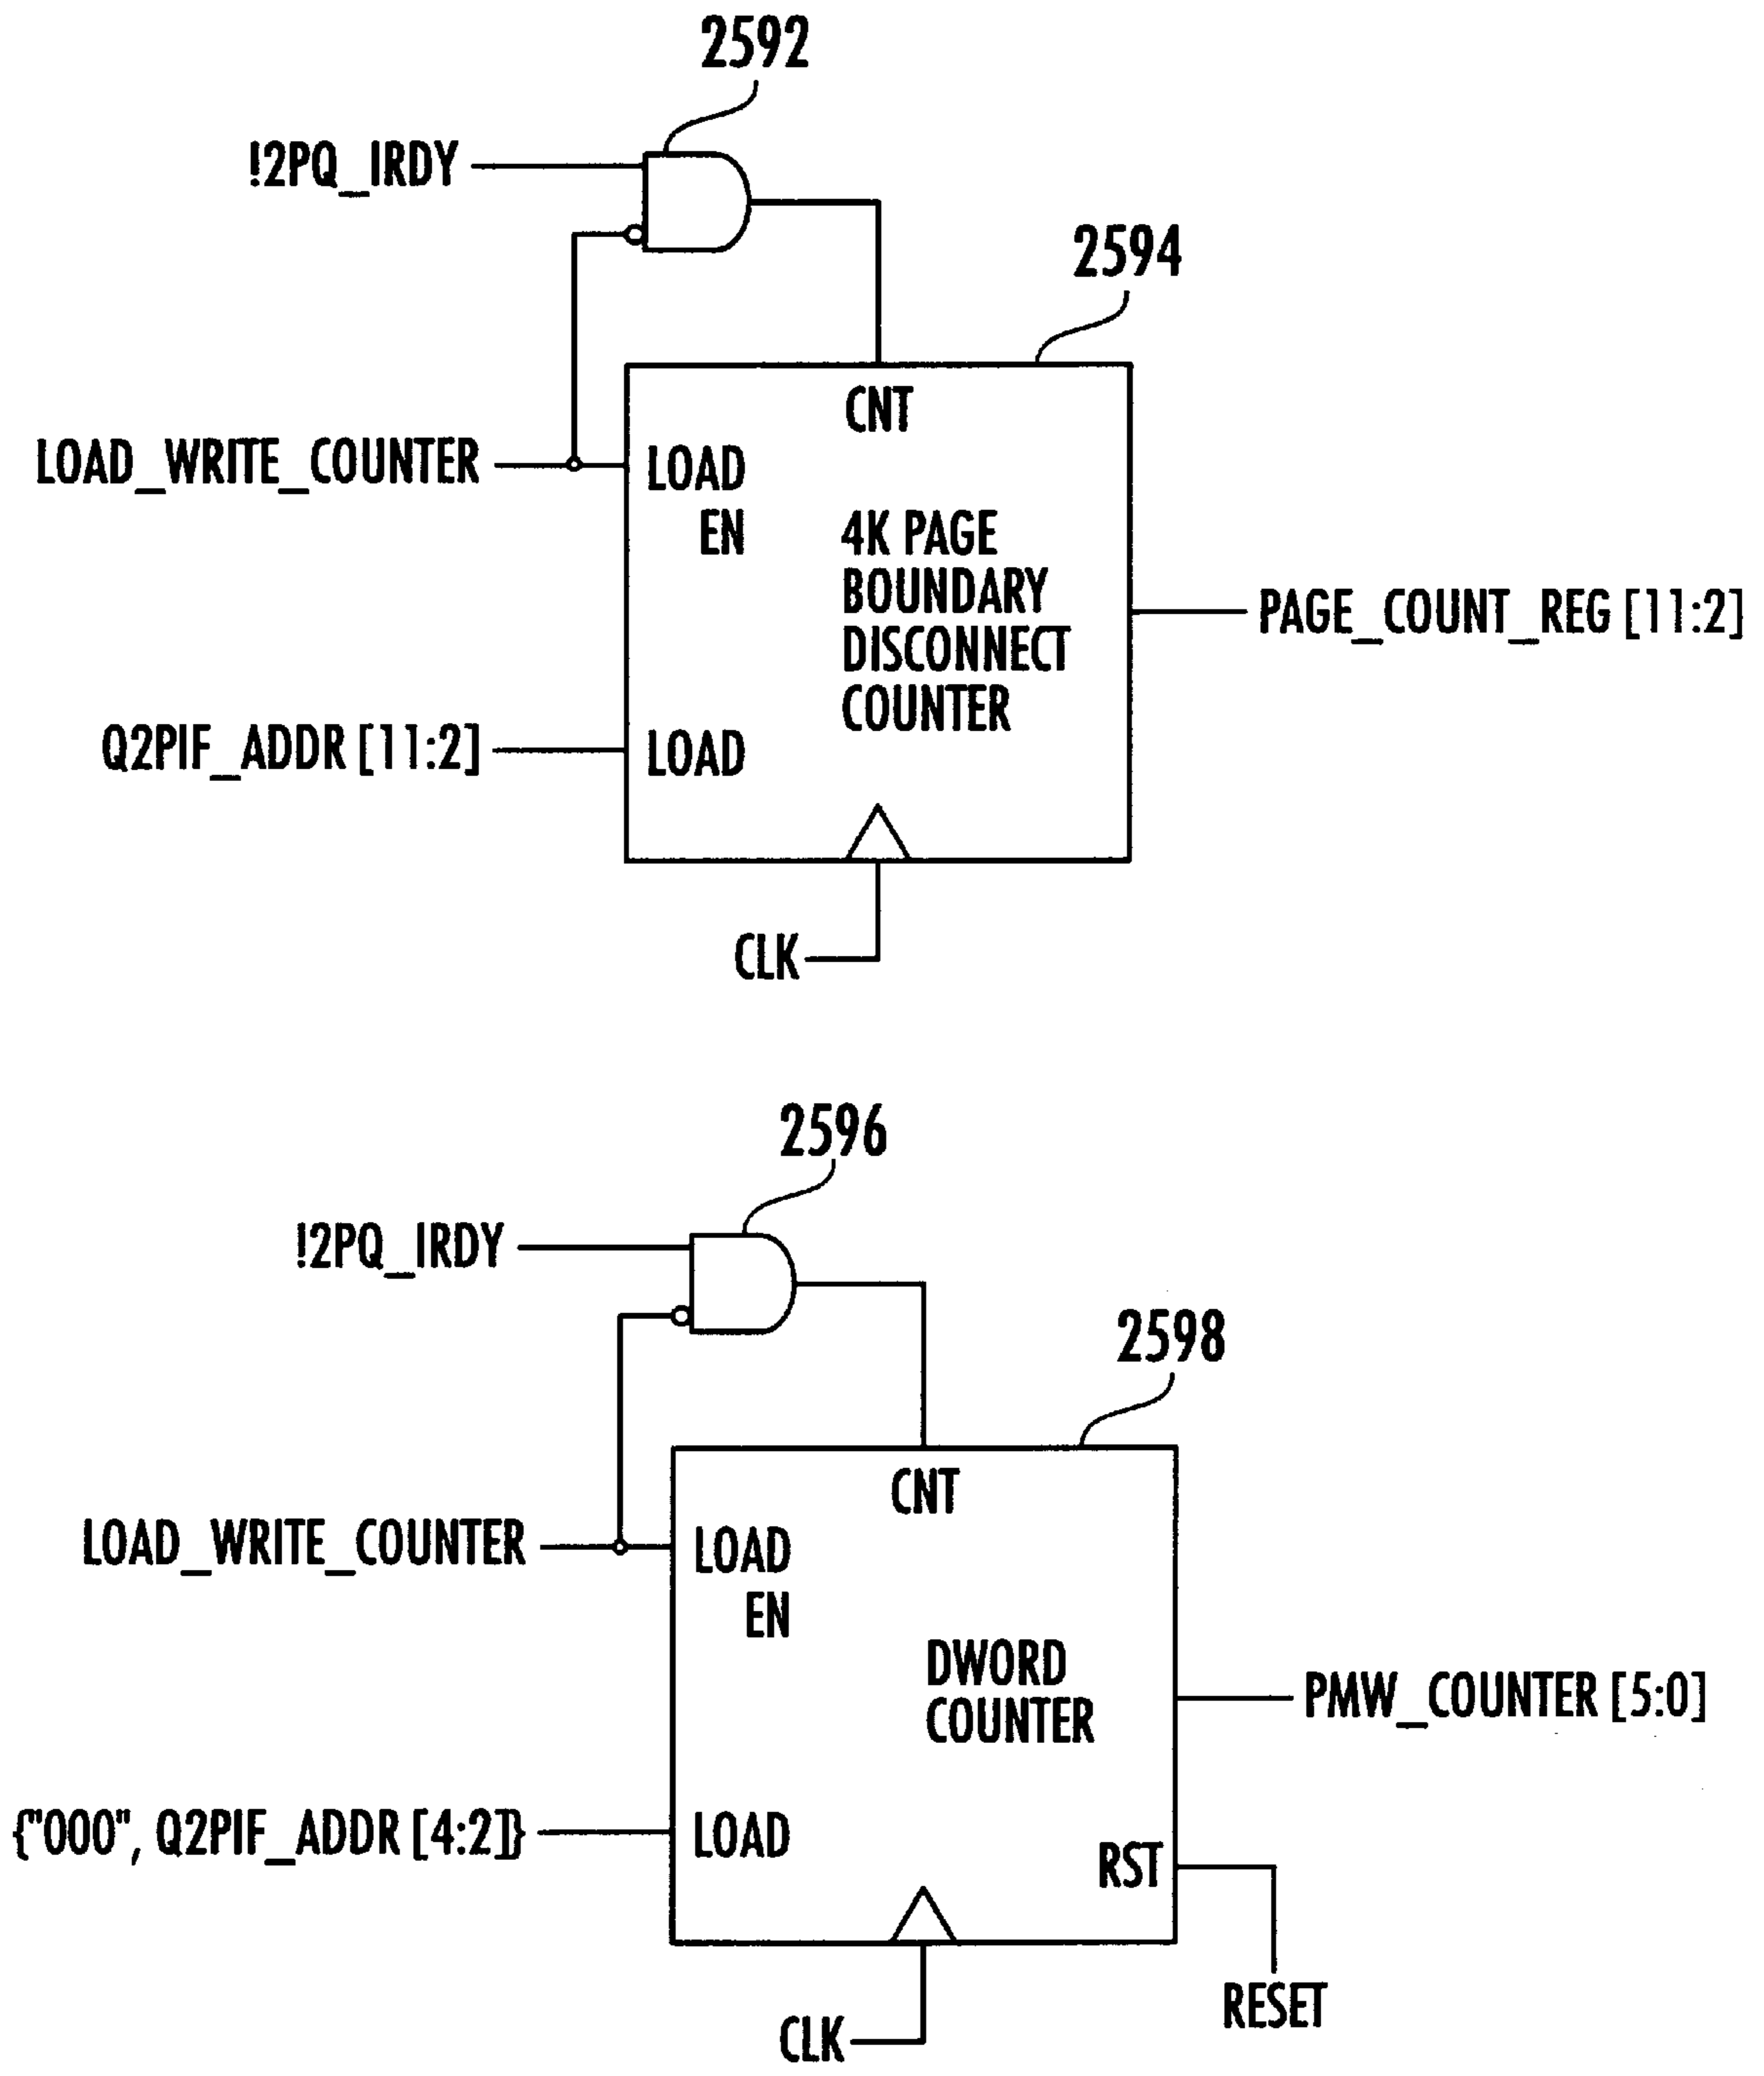 2592
!2PQ_IRDY
2594
CNT
LOAD_WRITE_COUNTER
LOAD
EN
4K PAGE
BOUNDARY
DISCONNECT
COUNTER
PAGE_COUNT_REG [11:2]
Q2PIF_ADDR [11:2]
LOAD
CLK
2596
!2PQ_IRDY
2598
CNT
LOAD_WRITE_COUNTER
LOAD
EN
DWORD
COUNTER
PMW_COUNTER [5:0]
{"000", Q2PIF_ADDR [4:2]}
LOAD
RST
RESET
CLK